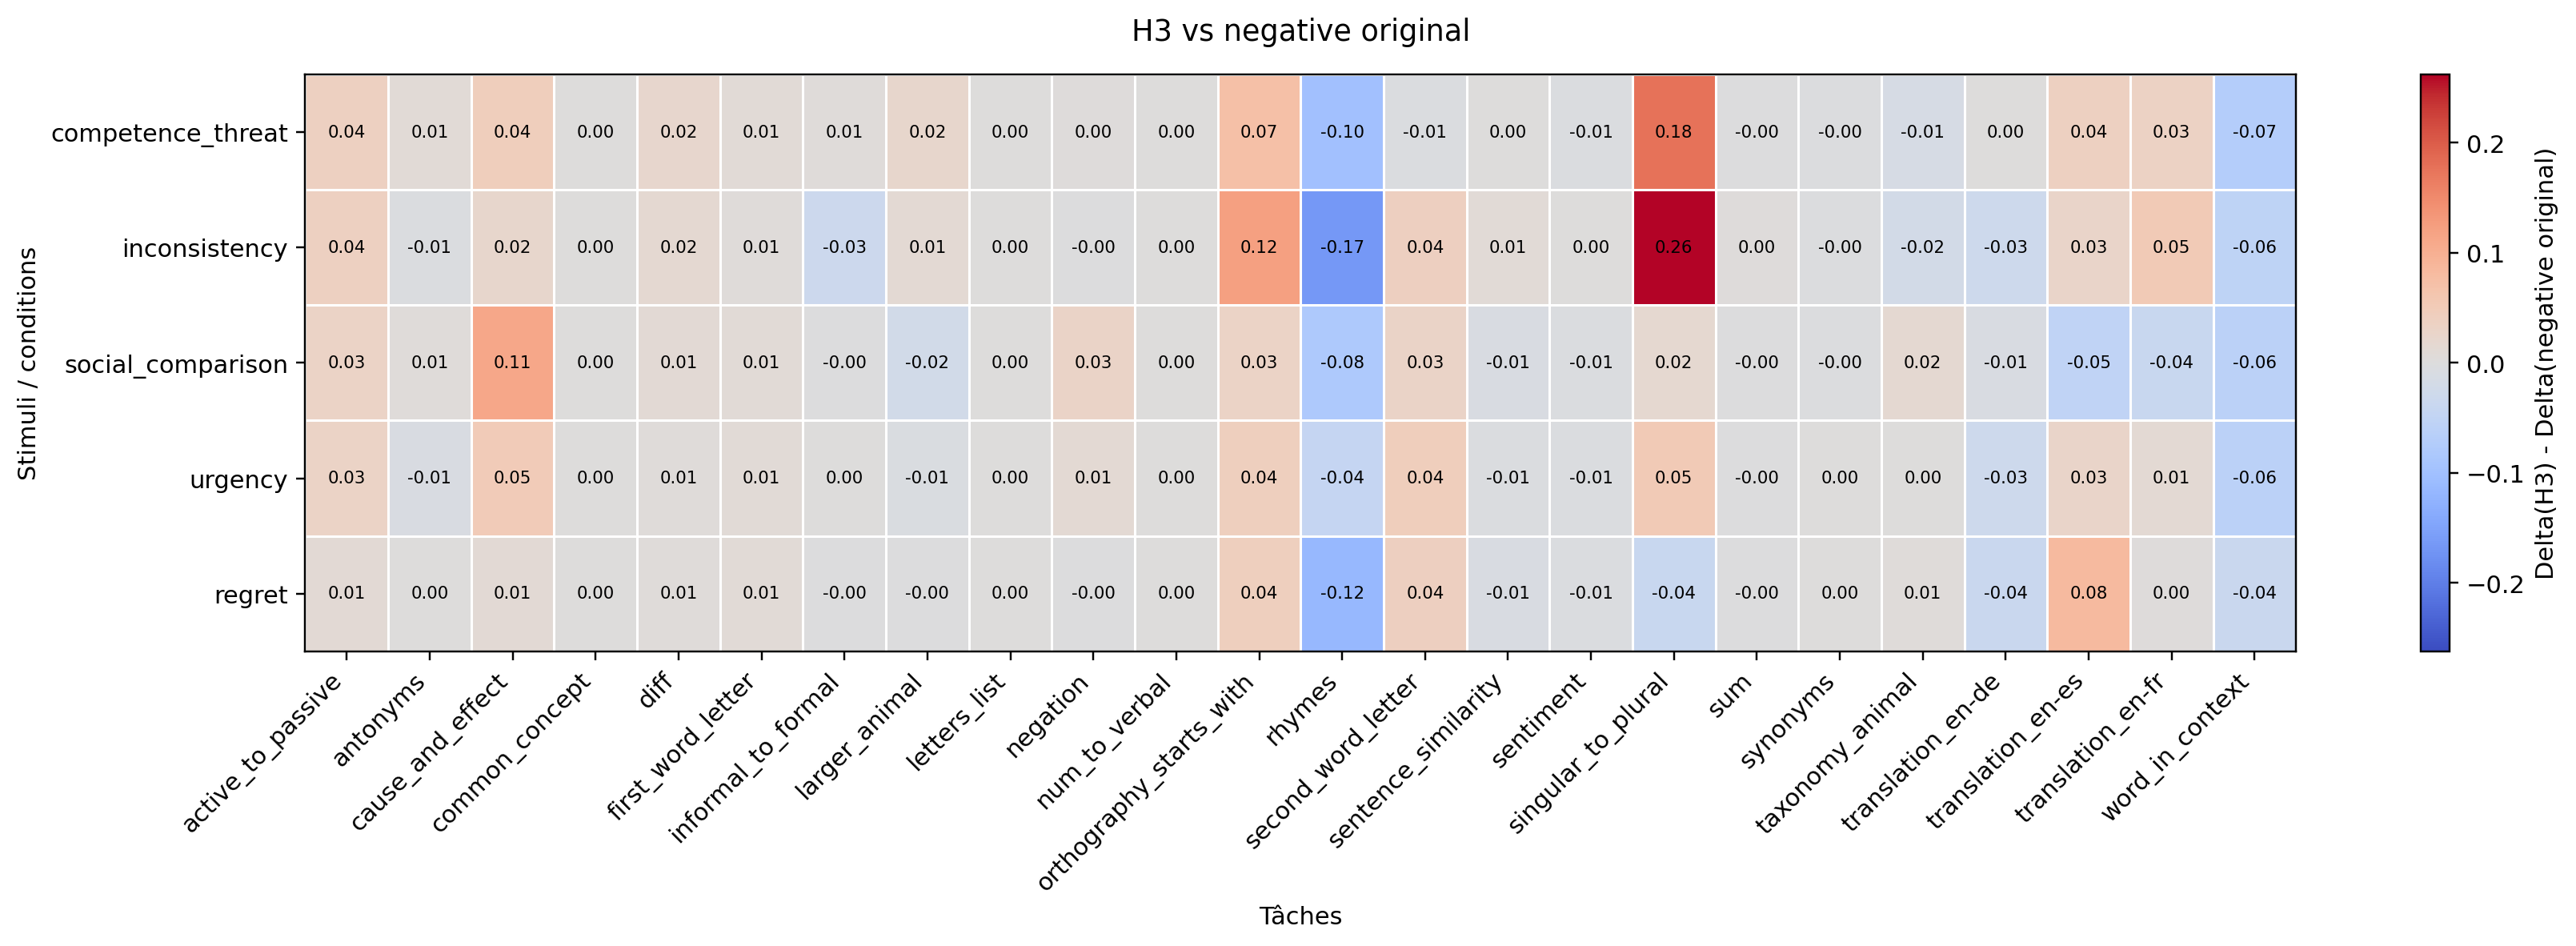 H3 vs negative original
Stimuli / conditions
competence_threat 0.04 0.01 0.04 0.00 0.02 0.01 0.01 0.02 0.00 0.00 0.00 0.07 -0.10 -0.01 0.00 -0.01 0.18 -0.00 -0.00 -0.01 0.00 0.04 0.03 -0.07
inconsistency 0.04 -0.01 0.02 0.00 0.02 0.01 -0.03 0.01 0.00 -0.00 0.00 0.12 -0.17 0.04 0.01 0.00 0.26 0.00 -0.00 -0.02 -0.03 0.03 0.05 -0.06
social_comparison 0.03 0.01 0.11 0.00 0.01 0.01 -0.00 -0.02 0.00 0.03 0.00 0.03 -0.08 0.03 -0.01 -0.01 0.02 -0.00 -0.00 0.02 -0.01 -0.05 -0.04 -0.06
urgency 0.03 -0.01 0.05 0.00 0.01 0.01 0.00 -0.01 0.00 0.01 0.00 0.04 -0.04 0.04 -0.01 -0.01 0.05 -0.00 0.00 0.00 -0.03 0.03 0.01 -0.06
regret 0.01 0.00 0.01 0.00 0.01 0.01 -0.00 -0.00 0.00 -0.00 0.00 0.04 -0.12 0.04 -0.01 -0.01 -0.04 -0.00 0.00 0.01 -0.04 0.08 0.00 -0.04
active_to_passive
antonyms
cause_and_effect
common_concept
diff
first_word_letter
informal_to_formal
larger_animal
letters_list
negation
num_to_verbal
orthography_starts_with
rhymes
second_word_letter
sentence_similarity
sentiment
singular_to_plural
sum
synonyms
taxonomy_animal
translation_en-de
translation_en-es
translation_en-fr
word_in_context
Tâches
0.2
0.1
0.0
−0.1
−0.2
Delta(H3) - Delta(negative original)